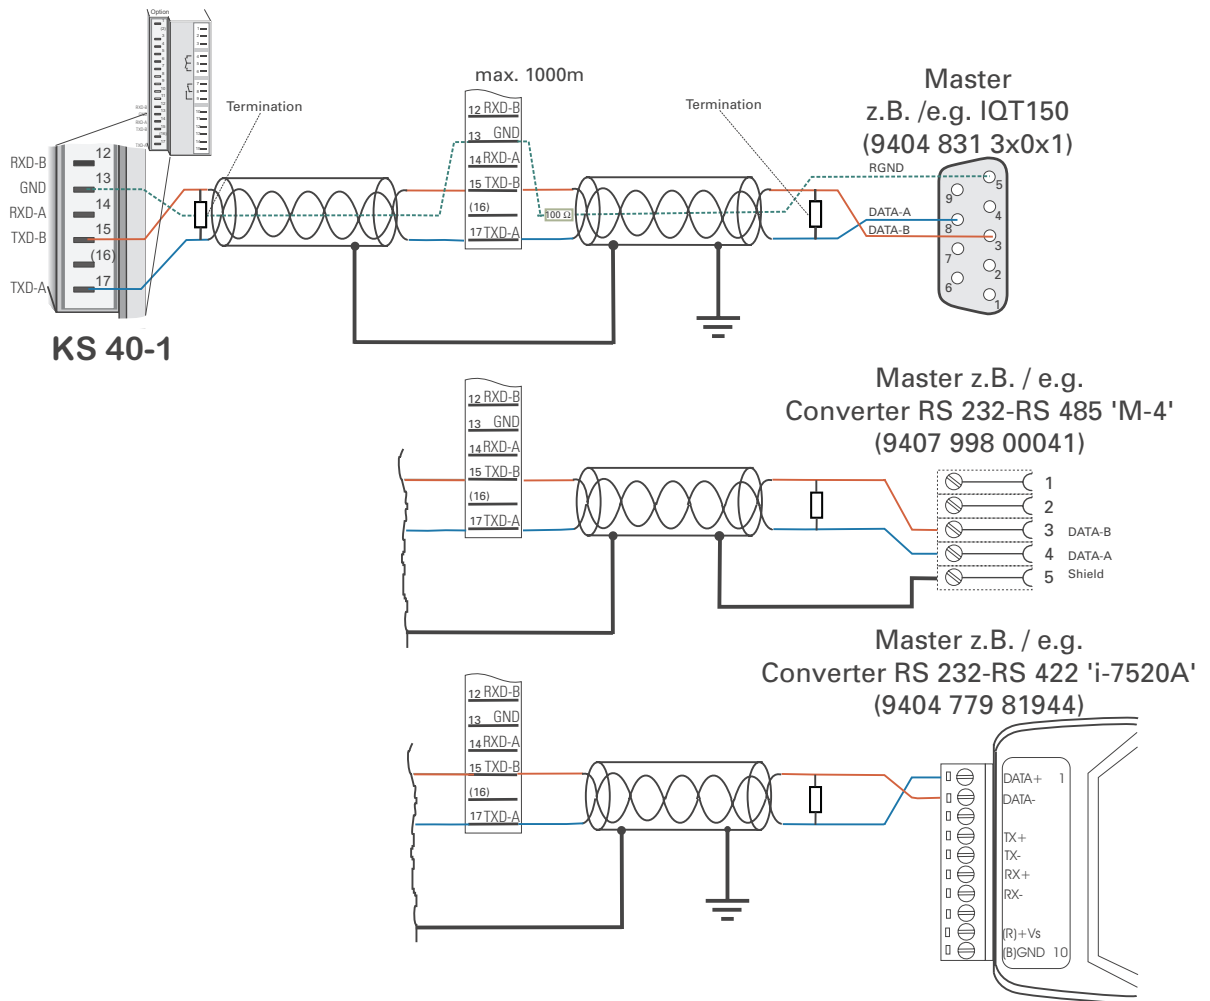 Option
max. 1000m
Termination
Termination
Master
z.B. /e.g. IQT150
(9404 831 3x0x1)
RXD-B
GND
RXD-A
TXD-B
TXD-A
12
13
14
15
(16)
17
KS 40-1
12 RXD-B
13 GND
14 RXD-A
15 TXD-B
(16)
17 TXD-A
100 Ω
RGND
DATA-A
DATA-B
5
9
4
8
3
7
2
6
1
Master z.B. / e.g.
Converter RS 232-RS 485 'M-4'
(9407 998 00041)
12 RXD-B
13 GND
14 RXD-A
15 TXD-B
(16)
17 TXD-A
1
2
3 DATA-B
4 DATA-A
5 Shield
Master z.B. / e.g.
Converter RS 232-RS 422 'i-7520A'
(9404 779 81944)
12 RXD-B
13 GND
14 RXD-A
15 TXD-B
(16)
17 TXD-A
DATA+ 1
DATA-
TX+
TX-
RX+
RX-
(R)+Vs
(B)GND 10